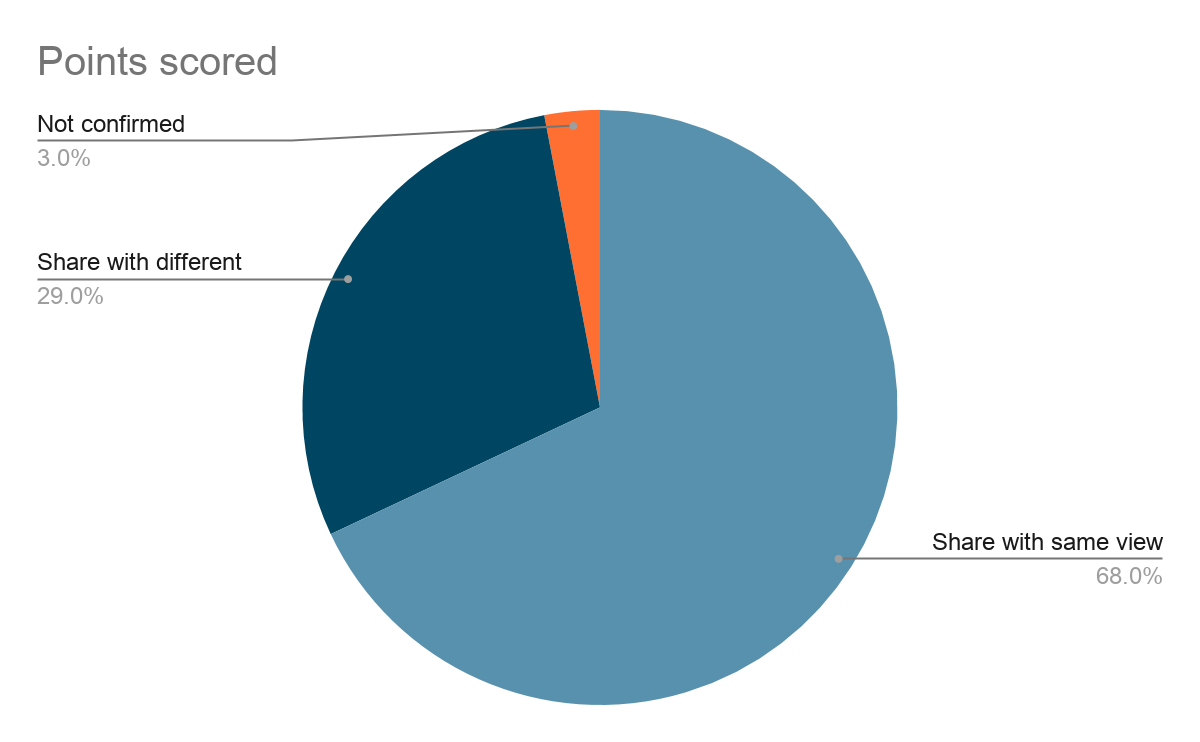 Points scored
Not confirmed
3.0%
Share with different
29.0%
Share with same view
68.0%